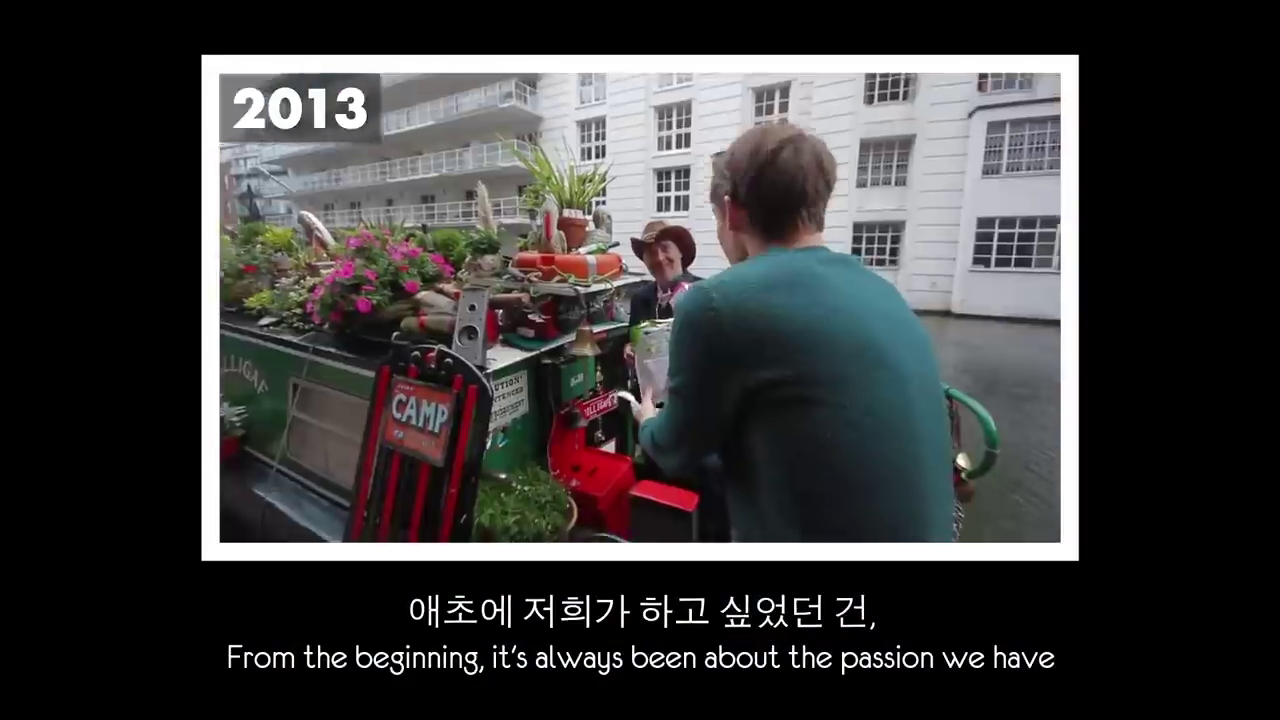 2013
LLIGAF
CAMP
애초에 저희가 하고 싶었던 건,
From the beginning, it's always been about the passion we have